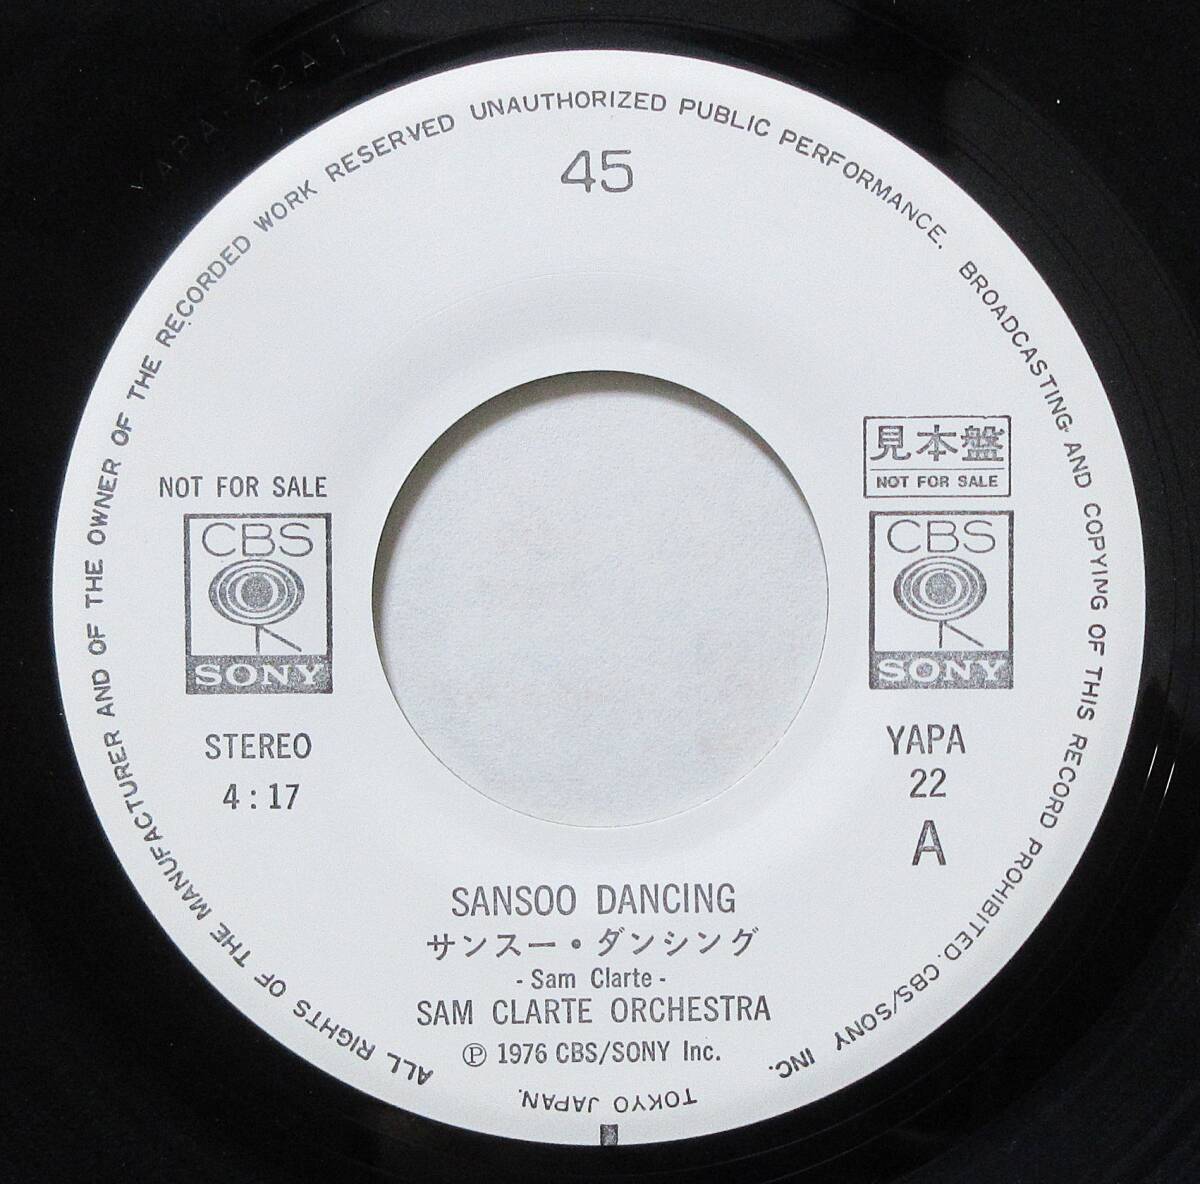 YAPA-22A1
ALL RIGHTS OF THE MANUFACTURER AND OF THE OWNER OF THE RECORDED WORK RESERVED UNAUTHORIZED PUBLIC PERFORMANCE. BROADCASTING AND COPYING OF THIS RECORD PROHIBITED. CBS/SONY INC.
TOKYO JAPAN.
45
NOT FOR SALE
CBS
SONY
STEREO
4:17
見本盤
NOT FOR SALE
CBS
SONY
YAPA
22
A
SANSOO DANCING
サンスー・ダンシング
- Sam Clarte -
SAM CLARTE ORCHESTRA
Ⓟ 1976 CBS/SONY Inc.